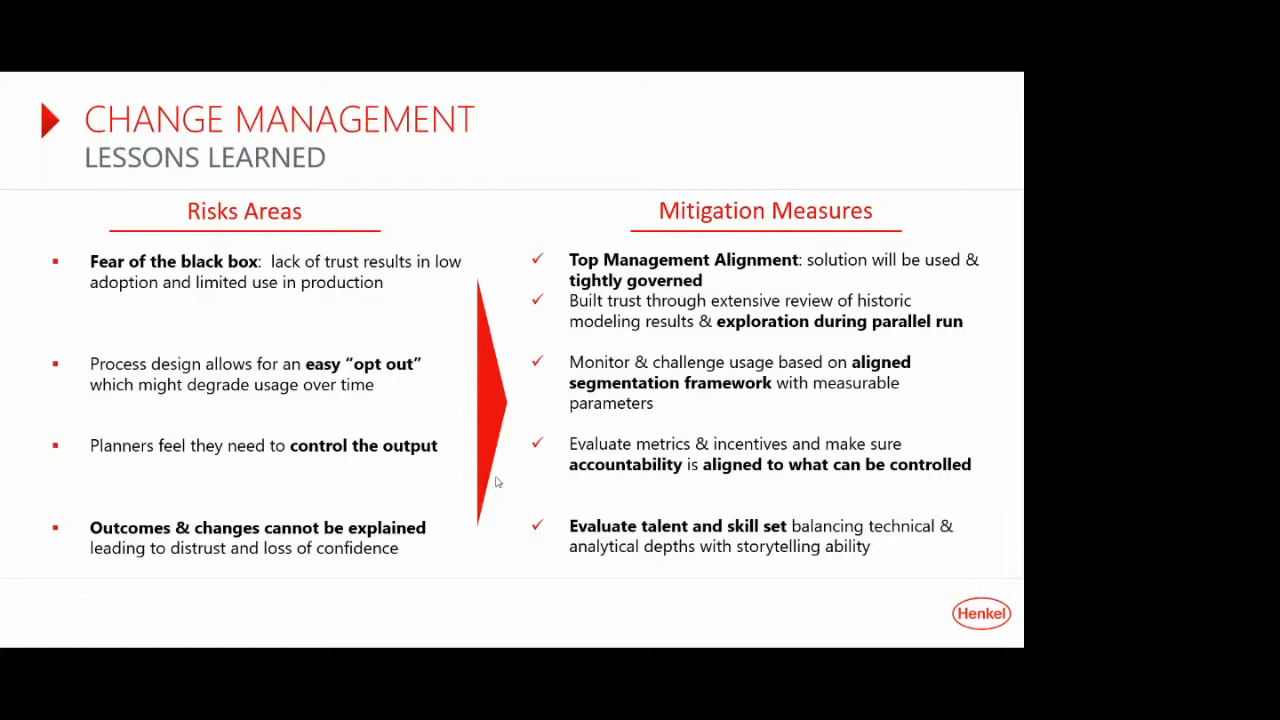 CHANGE MANAGEMENT
LESSONS LEARNED
Risks Areas
Fear of the black box:  lack of trust results in low
adoption and limited use in production
Process design allows for an easy “opt out”
which might degrade usage over time
Planners feel they need to control the output
Outcomes & changes cannot be explained
leading to distrust and loss of confidence
Mitigation Measures
Top Management Alignment: solution will be used &
tightly governed
Built trust through extensive review of historic
modeling results & exploration during parallel run
Monitor & challenge usage based on aligned
segmentation framework with measurable
parameters
Evaluate metrics & incentives and make sure
accountability is aligned to what can be controlled
Evaluate talent and skill set balancing technical &
analytical depths with storytelling ability
Henkel